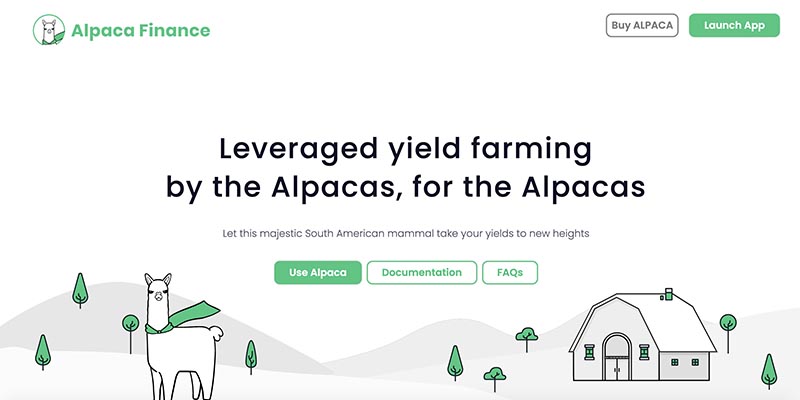 Alpaca Finance
Buy ALPACA
Launch App
Leveraged yield farming
by the Alpacas, for the Alpacas
Let this majestic South American mammal take your yields to new heights
Use Alpaca
Documentation
FAQs